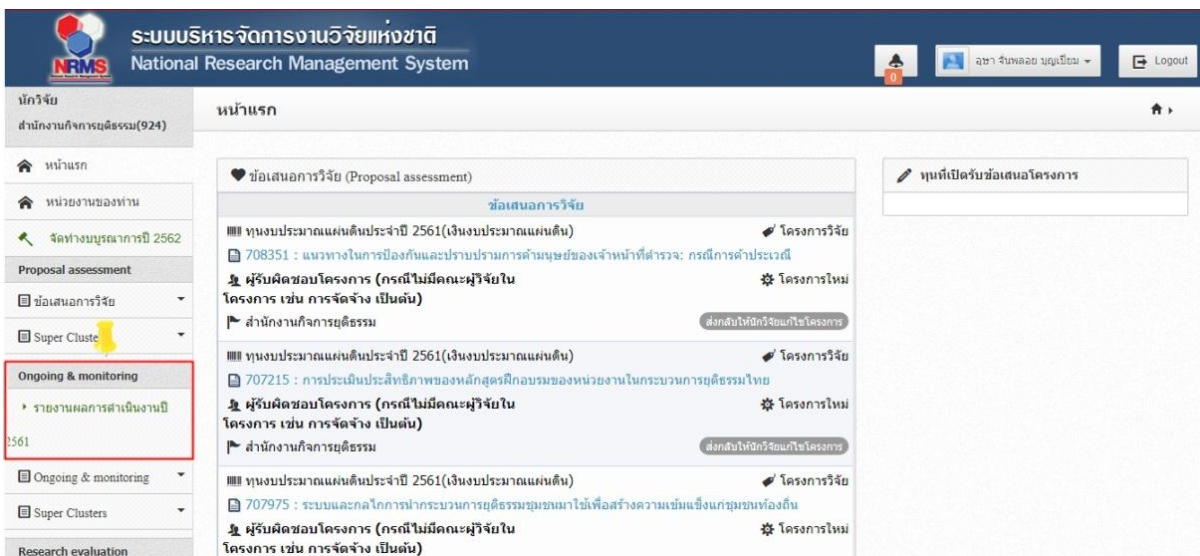 ระบบบริหารจัดการงานวิจัยแห่งชาติ
NRMS
National Research Management System
0
อุษา จันพลอย บุญเปี่ยม
Logout
นักวิจัย
สำนักงานกิจการยุติธรรม(924)
หน้าแรก
หน้าแรก
หน่วยงานของท่าน
จัดทำงบบูรณาการปี 2562
Proposal assessment
ข้อเสนอการวิจัย
Super Cluste
Ongoing & monitoring
รายงานผลการดำเนินงานปี
2561
Ongoing & monitoring
Super Clusters
Research evaluation
ข้อเสนอการวิจัย (Proposal assessment)
ข้อเสนอการวิจัย
ทุนงบประมาณแผ่นดินประจำปี 2561(เงินงบประมาณแผ่นดิน) โครงการวิจัย
708351 : แนวทางในการป้องกันและปราบปรามการค้ามนุษย์ของเจ้าหน้าที่ตำรวจ: กรณีการค้าประเวณี
ผู้รับผิดชอบโครงการ (กรณีไม่มีคณะผู้วิจัยใน โครงการใหม่
โครงการ เช่น การจัดจ้าง เป็นต้น)
สำนักงานกิจการยุติธรรม ส่งกลับให้นักวิจัยแก้ไขโครงการ
ทุนงบประมาณแผ่นดินประจำปี 2561(เงินงบประมาณแผ่นดิน) โครงการวิจัย
707215 : การประเมินประสิทธิภาพของหลักสูตรฝึกอบรมของหน่วยงานในกระบวนการยุติธรรมไทย
ผู้รับผิดชอบโครงการ (กรณีไม่มีคณะผู้วิจัยใน โครงการใหม่
โครงการ เช่น การจัดจ้าง เป็นต้น)
สำนักงานกิจการยุติธรรม ส่งกลับให้นักวิจัยแก้ไขโครงการ
ทุนงบประมาณแผ่นดินประจำปี 2561(เงินงบประมาณแผ่นดิน) โครงการวิจัย
707975 : ระบบและกลไกการนำกระบวนการยุติธรรมชุมชนมาใช้เพื่อสร้างความเข้มแข็งแก่ชุมชนท้องถิ่น
ผู้รับผิดชอบโครงการ (กรณีไม่มีคณะผู้วิจัยใน โครงการใหม่
โครงการ เช่น การจัดจ้าง เป็นต้น)
ทุนที่เปิดรับข้อเสนอโครงการ